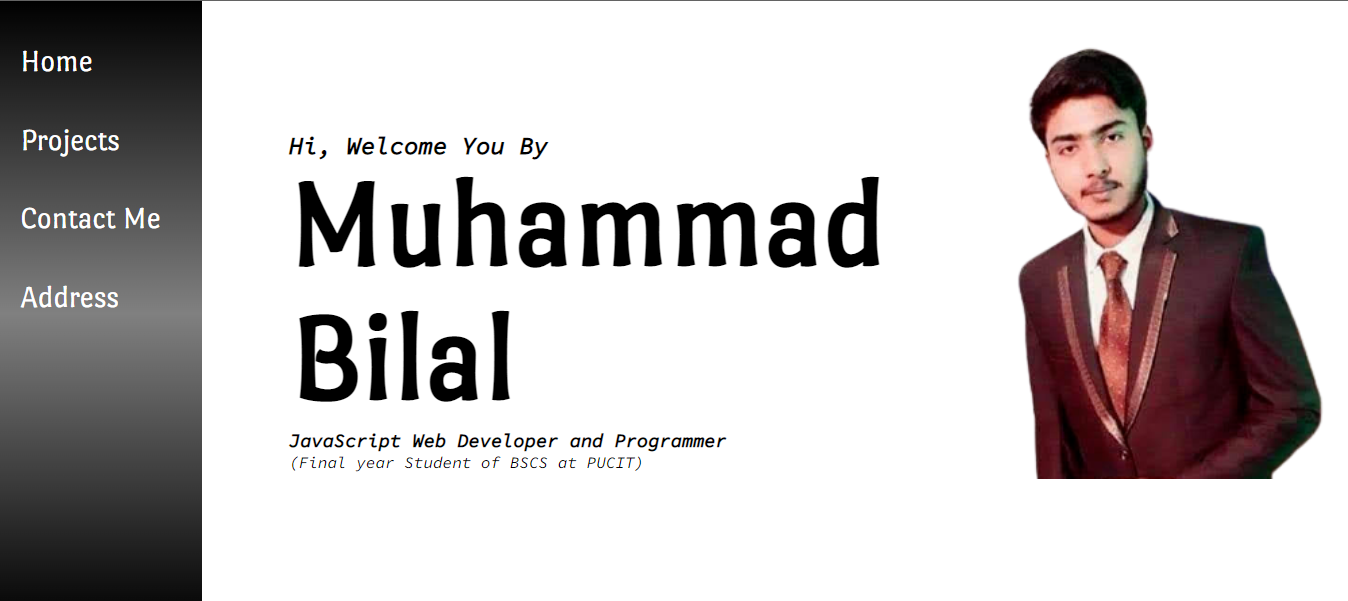 Home
Projects
Contact Me
Address
Hi, Welcome You By
Muhammad
Bilal
JavaScript Web Developer and Programmer
(Final year Student of BSCS at PUCIT)